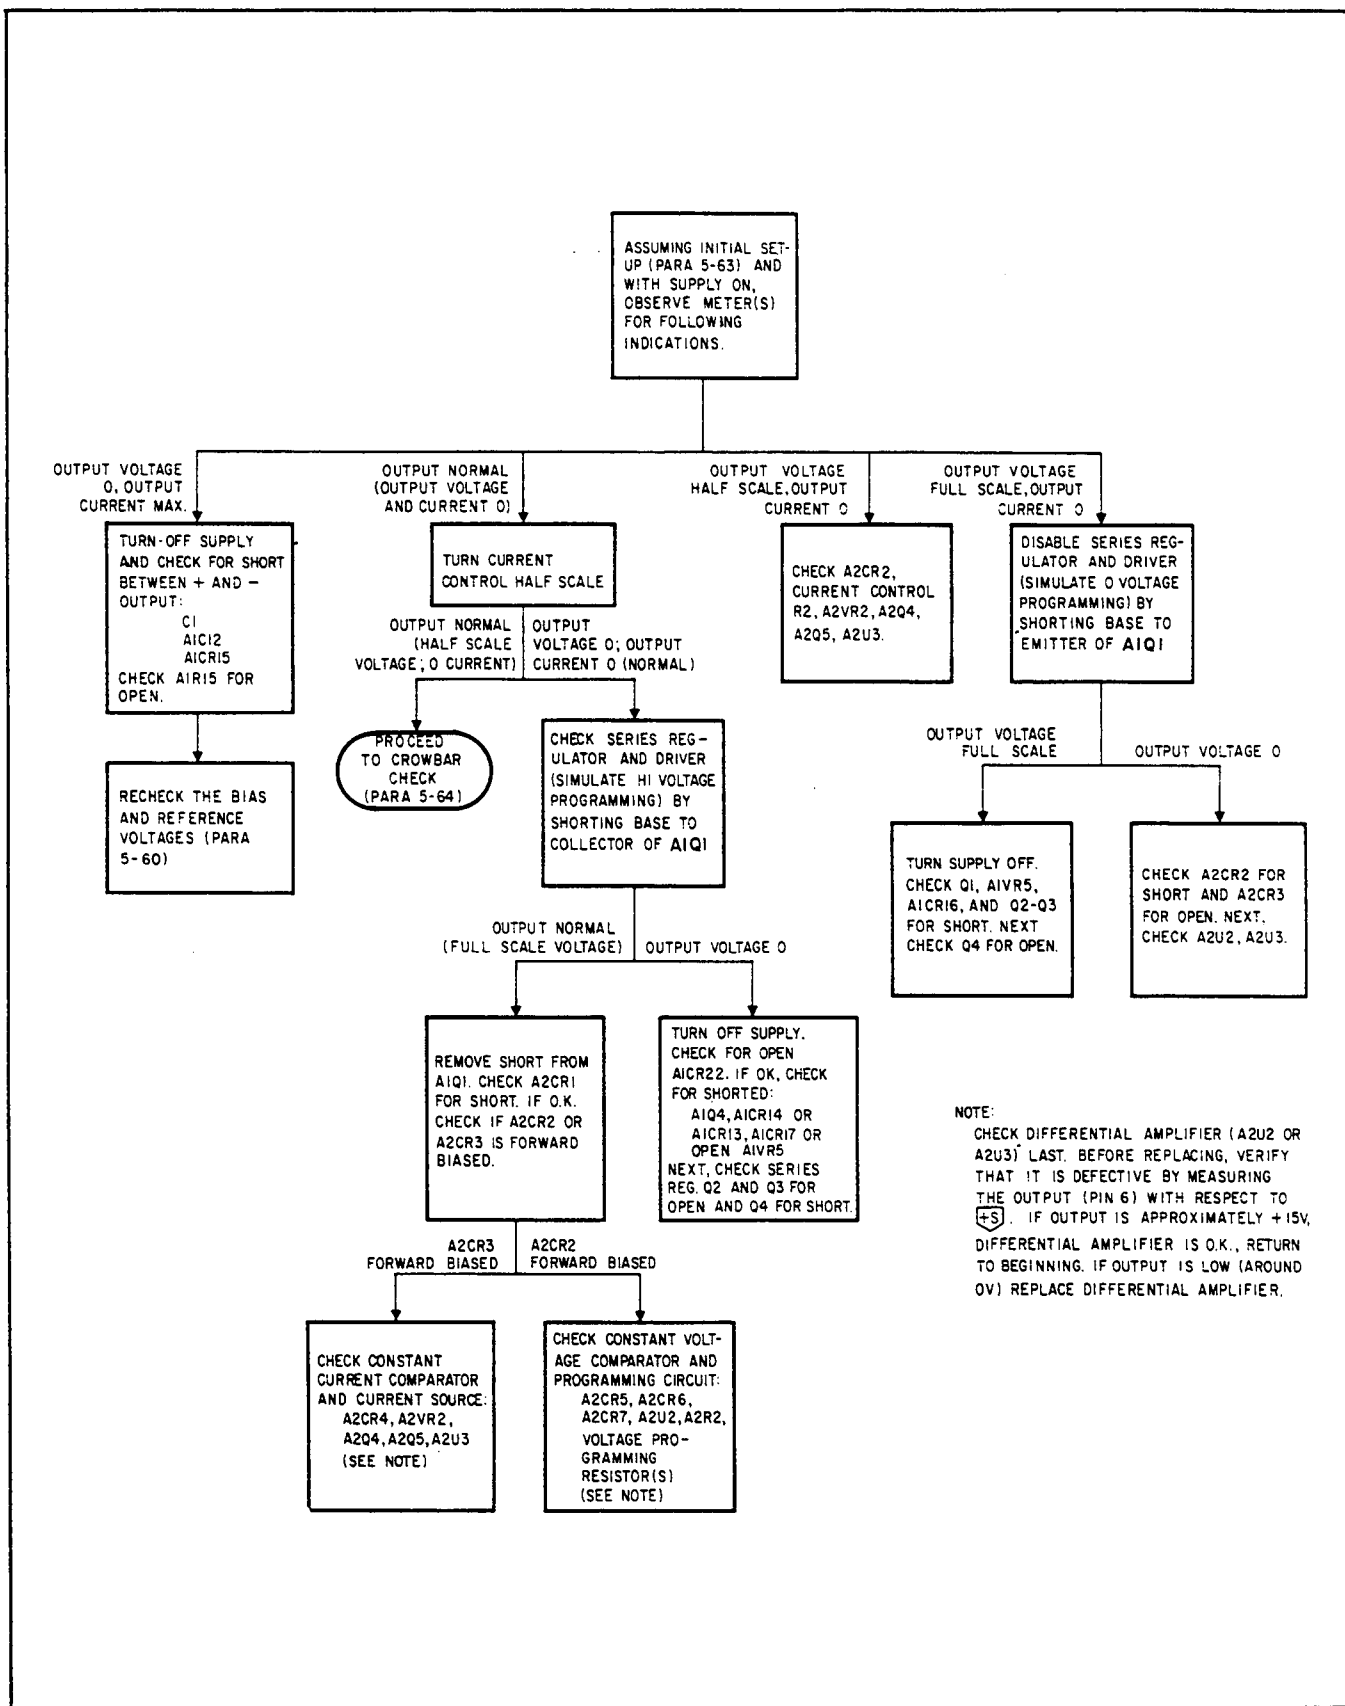 ASSUMING INITIAL SET-
UP (PARA 5-63) AND
WITH SUPPLY ON,
OBSERVE METER(S)
FOR FOLLOWING
INDICATIONS.
OUTPUT VOLTAGE
0, OUTPUT
CURRENT MAX.
OUTPUT NORMAL
(OUTPUT VOLTAGE
AND CURRENT 0)
OUTPUT VOLTAGE
HALF SCALE, OUTPUT
CURRENT 0
OUTPUT VOLTAGE
FULL SCALE, OUTPUT
CURRENT 0
TURN-OFF SUPPLY
AND CHECK FOR SHORT
BETWEEN + AND -
OUTPUT:
C1
A1C12
A1CR15
CHECK A1R15 FOR
OPEN.
TURN CURRENT
CONTROL HALF SCALE
CHECK A2CR2,
CURRENT CONTROL
R2, A2VR2, A2Q4,
A2Q5, A2U3.
DISABLE SERIES REG-
ULATOR AND DRIVER
(SIMULATE 0 VOLTAGE
PROGRAMMING) BY
SHORTING BASE TO
EMITTER OF A1Q1
OUTPUT NORMAL
(HALF SCALE
VOLTAGE; 0 CURRENT)
OUTPUT
VOLTAGE 0; OUTPUT
CURRENT 0 (NORMAL)
RECHECK THE BIAS
AND REFERENCE
VOLTAGES (PARA
5-60)
PROCEED
TO CROWBAR
CHECK
(PARA 5-64)
CHECK SERIES REG-
ULATOR AND DRIVER
(SIMULATE HI VOLTAGE
PROGRAMMING) BY
SHORTING BASE TO
COLLECTOR OF A1Q1
OUTPUT VOLTAGE
FULL SCALE
OUTPUT VOLTAGE 0
TURN SUPPLY OFF.
CHECK Q1, A1VR5,
A1CR16, AND Q2-Q3
FOR SHORT. NEXT
CHECK Q4 FOR OPEN.
CHECK A2CR2 FOR
SHORT AND A2CR3
FOR OPEN. NEXT,
CHECK A2U2, A2U3.
OUTPUT NORMAL
(FULL SCALE VOLTAGE)
OUTPUT VOLTAGE 0
REMOVE SHORT FROM
A1Q1. CHECK A2CR1
FOR SHORT. IF O.K.
CHECK IF A2CR2 OR
A2CR3 IS FORWARD
BIASED.
TURN OFF SUPPLY.
CHECK FOR OPEN
A1CR22. IF OK, CHECK
FOR SHORTED:
A1Q4, A1CR14 OR
A1CR13, A1CR17 OR
OPEN A1VR5
NEXT, CHECK SERIES
REG. Q2 AND Q3 FOR
OPEN AND Q4 FOR SHORT.
NOTE:
CHECK DIFFERENTIAL AMPLIFIER (A2U2 OR
A2U3) LAST. BEFORE REPLACING, VERIFY
THAT IT IS DEFECTIVE BY MEASURING
THE OUTPUT (PIN 6) WITH RESPECT TO
+S. IF OUTPUT IS APPROXIMATELY +15V,
DIFFERENTIAL AMPLIFIER IS O.K., RETURN
TO BEGINNING. IF OUTPUT IS LOW (AROUND
0V) REPLACE DIFFERENTIAL AMPLIFIER.
A2CR3
FORWARD BIASED
A2CR2
FORWARD BIASED
CHECK CONSTANT
CURRENT COMPARATOR
AND CURRENT SOURCE:
A2CR4, A2VR2,
A2Q4, A2Q5, A2U3
(SEE NOTE)
CHECK CONSTANT VOLT-
AGE COMPARATOR AND
PROGRAMMING CIRCUIT:
A2CR5, A2CR6,
A2CR7, A2U2, A2R2,
VOLTAGE PRO-
GRAMMING
RESISTOR(S)
(SEE NOTE)